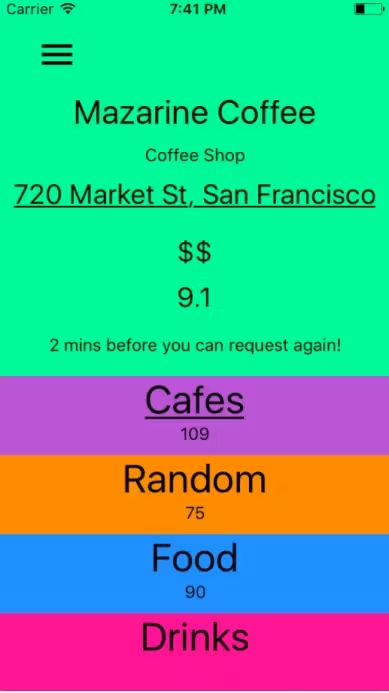 Carrier 7:41 PM
Mazarine Coffee
Coffee Shop
720 Market St, San Francisco
$$
9.1
2 mins before you can request again!
Cafes
109
Random
75
Food
90
Drinks